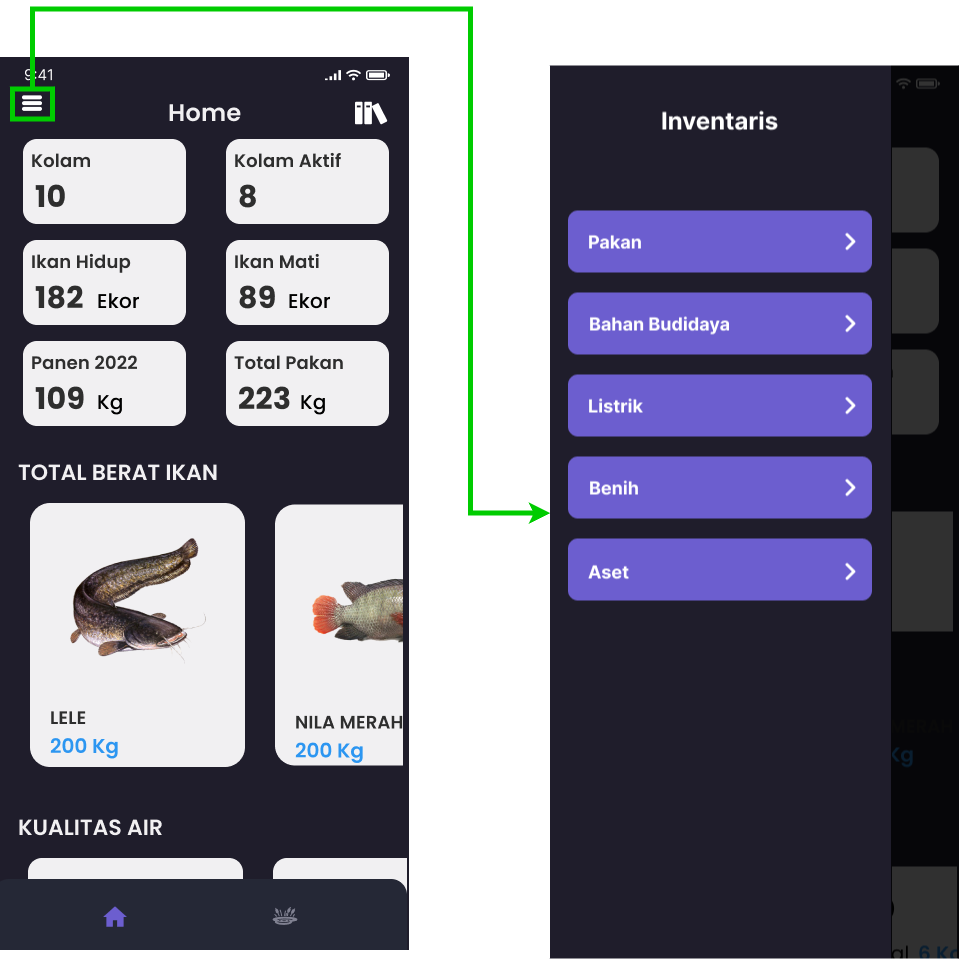 9:41
Home
Kolam
10
Kolam Aktif
8
Ikan Hidup
182 Ekor
Ikan Mati
89 Ekor
Panen 2022
109 Kg
Total Pakan
223 Kg
TOTAL BERAT IKAN
LELE
200 Kg
NILA MERAH
200 Kg
KUALITAS AIR
Inventaris
Pakan
Bahan Budidaya
Listrik
Benih
Aset
MERAH
Kg
al 6 Kg